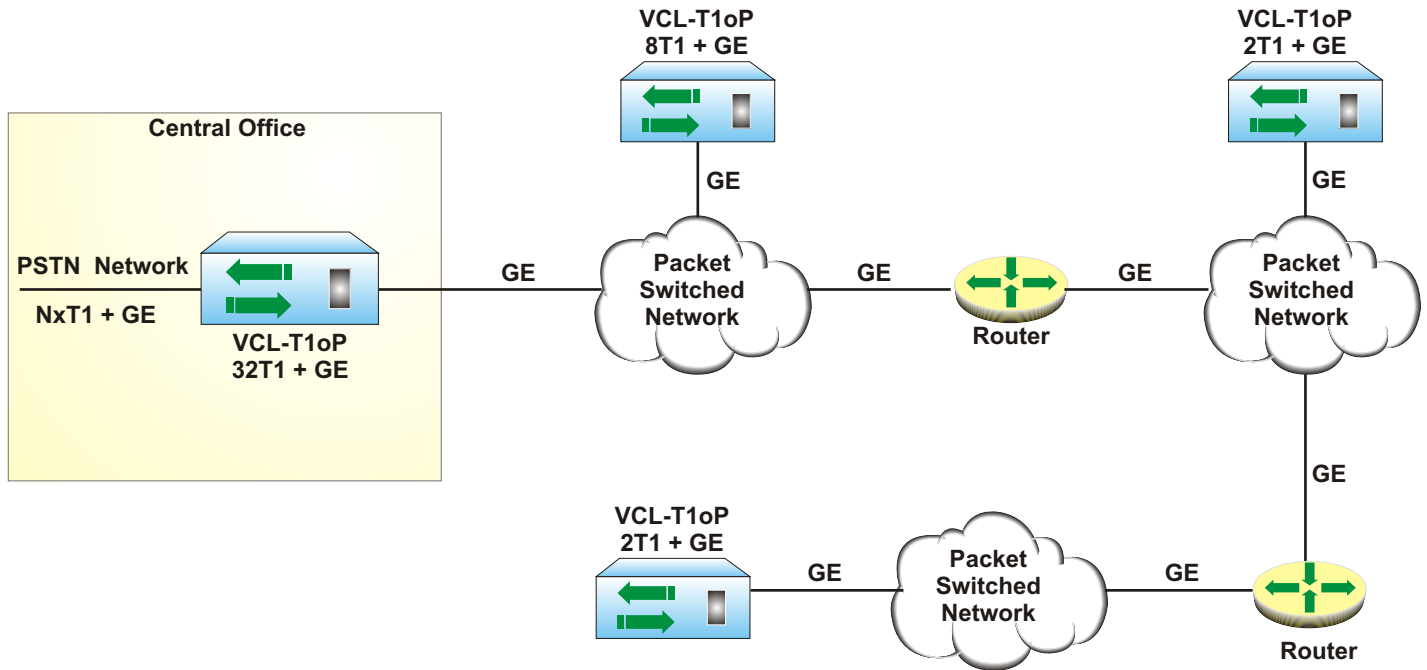 VCL-T1oP
8T1 + GE
VCL-T1oP
2T1 + GE
Central Office
GE
GE
PSTN Network
NxT1 + GE
VCL-T1oP
32T1 + GE
GE
Packet
Switched
Network
GE
Router
GE
Packet
Switched
Network
GE
VCL-T1oP
2T1 + GE
GE
Packet
Switched
Network
GE
Router